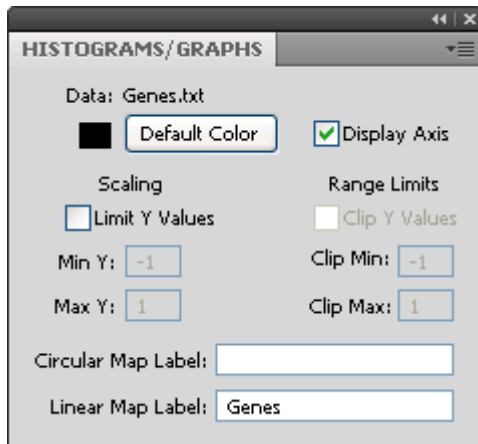 HISTOGRAMS/GRAPHS
Data: Genes.txt
Default Color Display Axis
Scaling Range Limits
Limit Y Values Clip Y Values
Min Y: -1 Clip Min: -1
Max Y: 1 Clip Max: 1
Circular Map Label:
Linear Map Label: Genes